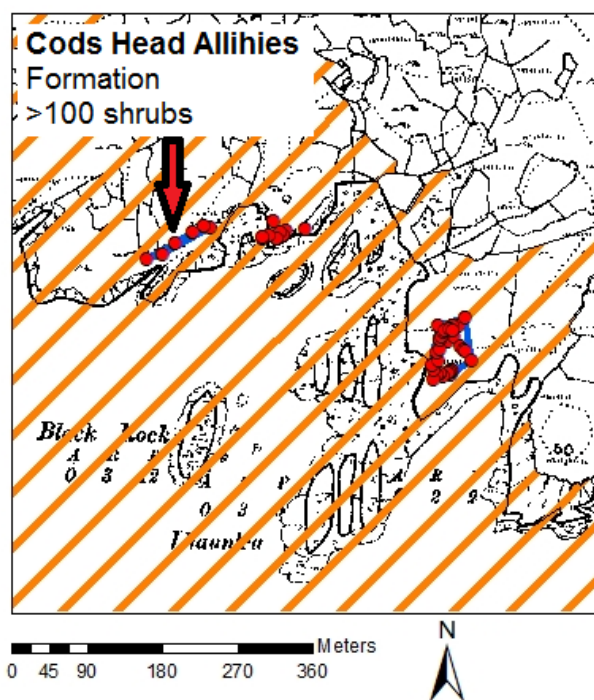 Cods Head Allihies
Formation
>100 shrubs
50
Black Rock
A R P
0 3 12
A P
0 3
A R
2 2
Meters
0 45 90 180 270 360
N